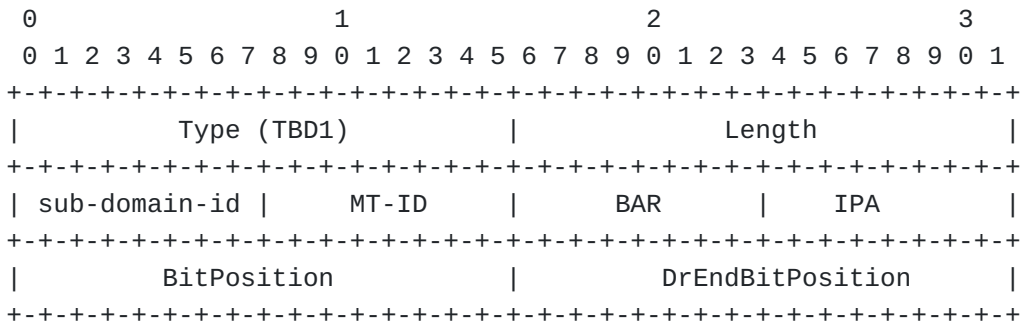 0                   1                   2                   3
 0 1 2 3 4 5 6 7 8 9 0 1 2 3 4 5 6 7 8 9 0 1 2 3 4 5 6 7 8 9 0 1
+-+-+-+-+-+-+-+-+-+-+-+-+-+-+-+-+-+-+-+-+-+-+-+-+-+-+-+-+-+-+-+-+
|          Type (TBD1)          |             Length            |
+-+-+-+-+-+-+-+-+-+-+-+-+-+-+-+-+-+-+-+-+-+-+-+-+-+-+-+-+-+-+-+-+
| sub-domain-id |     MT-ID     |      BAR      |    IPA        |
+-+-+-+-+-+-+-+-+-+-+-+-+-+-+-+-+-+-+-+-+-+-+-+-+-+-+-+-+-+-+-+-+
|         BitPosition           |         DrEndBitPosition      |
+-+-+-+-+-+-+-+-+-+-+-+-+-+-+-+-+-+-+-+-+-+-+-+-+-+-+-+-+-+-+-+-+